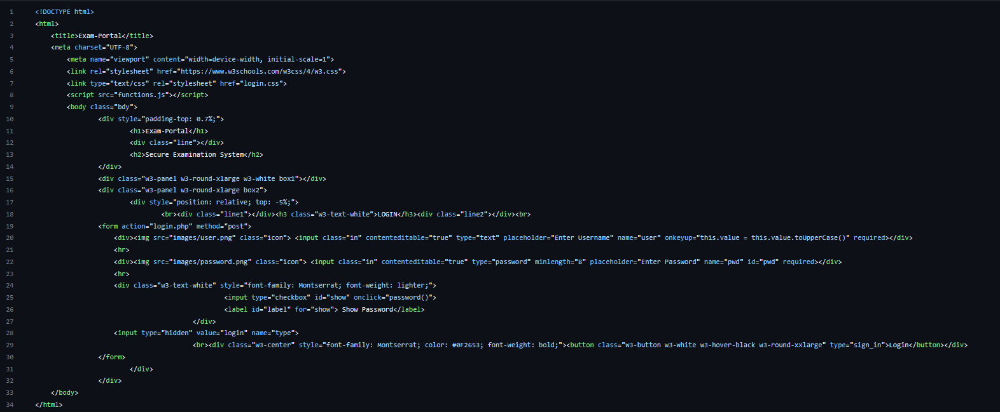 1 <!DOCTYPE html>
2 <html>
3 <title>Exam-Portal</title>
4 <meta charset="UTF-8">
5 <meta name="viewport" content="width=device-width, initial-scale=1">
6 <link rel="stylesheet" href="https://www.w3schools.com/w3css/4/w3.css">
7 <link type="text/css" rel="stylesheet" href="login.css">
8 <script src="functions.js"></script>
9 <body class="bdy">
10 <div style="padding-top: 0.7%;">
11 <h1>Exam-Portal</h1>
12 <div class="line"></div>
13 <h2>Secure Examination System</h2>
14 </div>
15 <div class="w3-panel w3-round-xlarge w3-white box1"></div>
16 <div class="w3-panel w3-round-xlarge box2">
17 <div style="position: relative; top: -5%;">
18 <br><div class="line1"></div><h3 class="w3-text-white">LOGIN</h3><div class="line2"></div><br>
19 <form action="login.php" method="post">
20 <div><img src="images/user.png" class="icon"> <input class="in" contenteditable="true" type="text" placeholder="Enter Username" name="user" onkeyup="this.value = this.value.toUpperCase()" required></div>
21 <hr>
22 <div><img src="images/password.png" class="icon"> <input class="in" contenteditable="true" type="password" minlength="8" placeholder="Enter Password" name="pwd" id="pwd" required></div>
23 <hr>
24 <div class="w3-text-white" style="font-family: Montserrat; font-weight: lighter;">
25 <input type="checkbox" id="show" onclick="password()">
26 <label id="label" for="show"> Show Password</label>
27 </div>
28 <input type="hidden" value="login" name="type">
29 <br><div class="w3-center" style="font-family: Montserrat; color: #0F2653; font-weight: bold;"><button class="w3-button w3-white w3-hover-black w3-round-xxlarge" type="sign_in">Login</button></div>
30 </form>
31 </div>
32 </div>
33 </body>
34 </html>